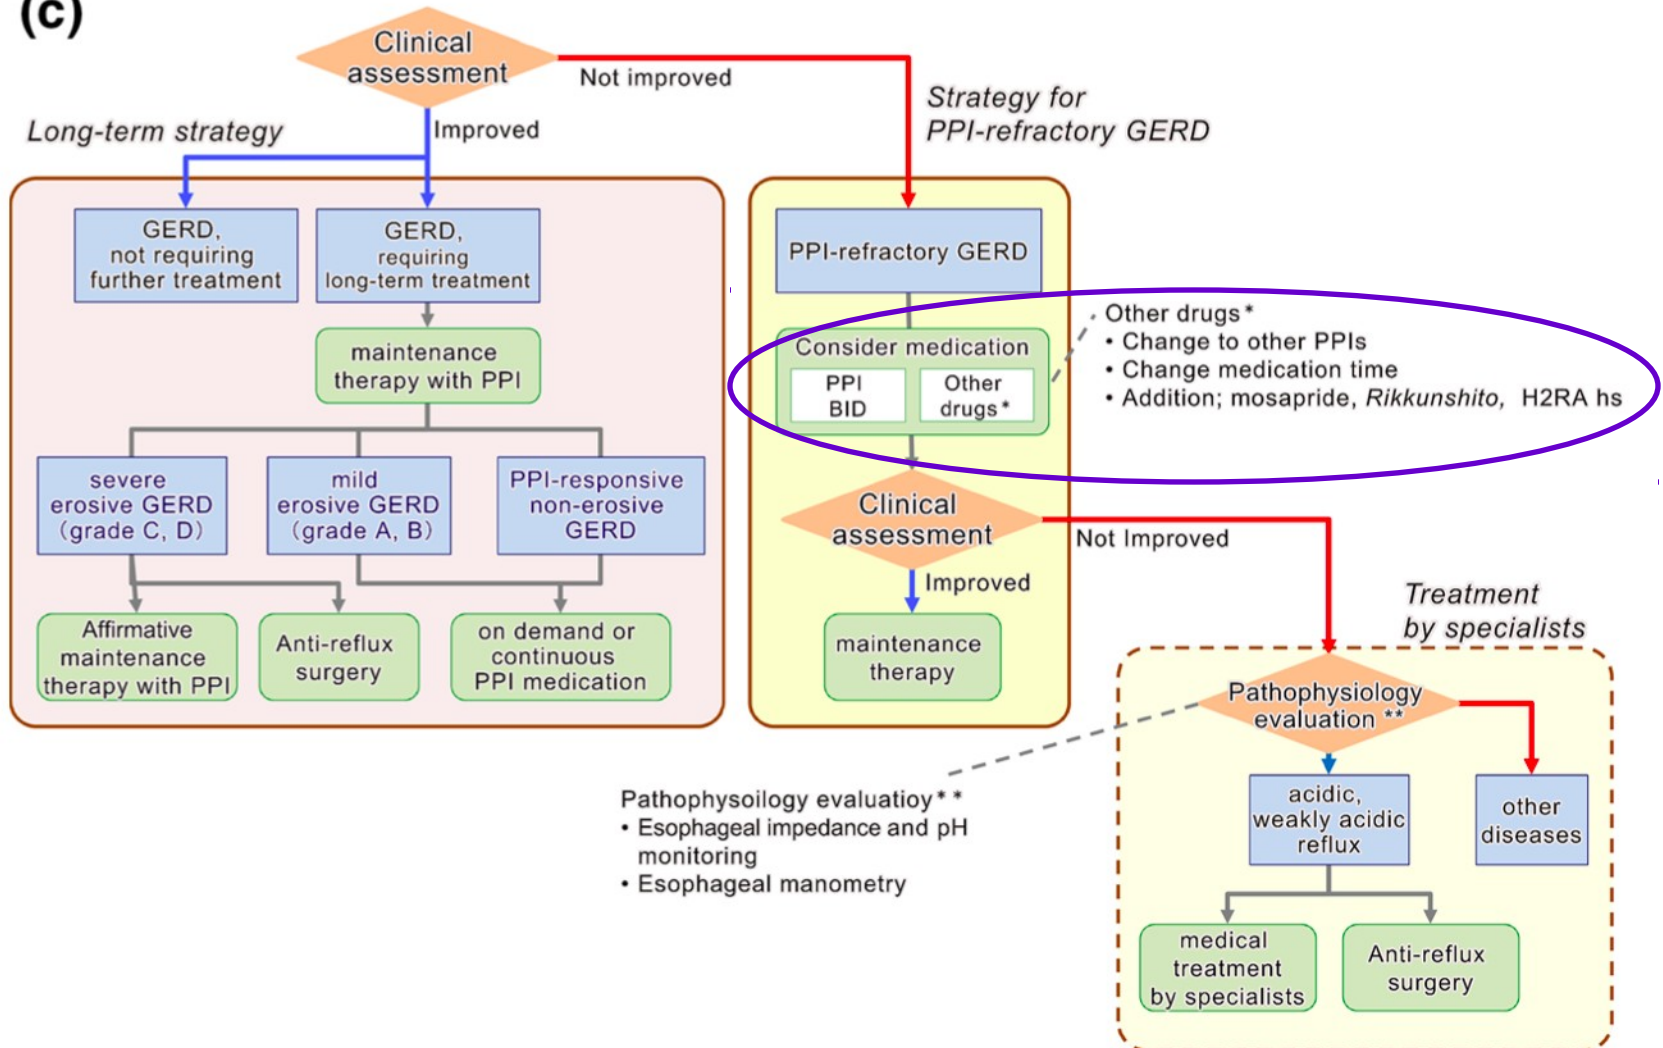 (c)
Clinical
assessment
Not improved
Improved
Long-term strategy
Strategy for
PPI-refractory GERD
GERD,
not requiring
further treatment
GERD,
requiring
long-term treatment
maintenance
therapy with PPI
severe
erosive GERD
(grade C, D)
mild
erosive GERD
(grade A, B)
PPI-responsive
non-erosive
GERD
Affirmative
maintenance
therapy with PPI
Anti-reflux
surgery
on demand or
continuous
PPI medication
PPI-refractory GERD
Consider medication
PPI
BID
Other
drugs*
Other drugs*
• Change to other PPIs
• Change medication time
• Addition; mosapride, Rikkunshito, H2RA hs
Clinical
assessment
Not Improved
Improved
maintenance
therapy
Treatment
by specialists
Pathophysiology
evaluation **
Pathophysoilogy evaluatioy**
• Esophageal impedance and pH
monitoring
• Esophageal manometry
acidic,
weakly acidic
reflux
other
diseases
medical
treatment
by specialists
Anti-reflux
surgery